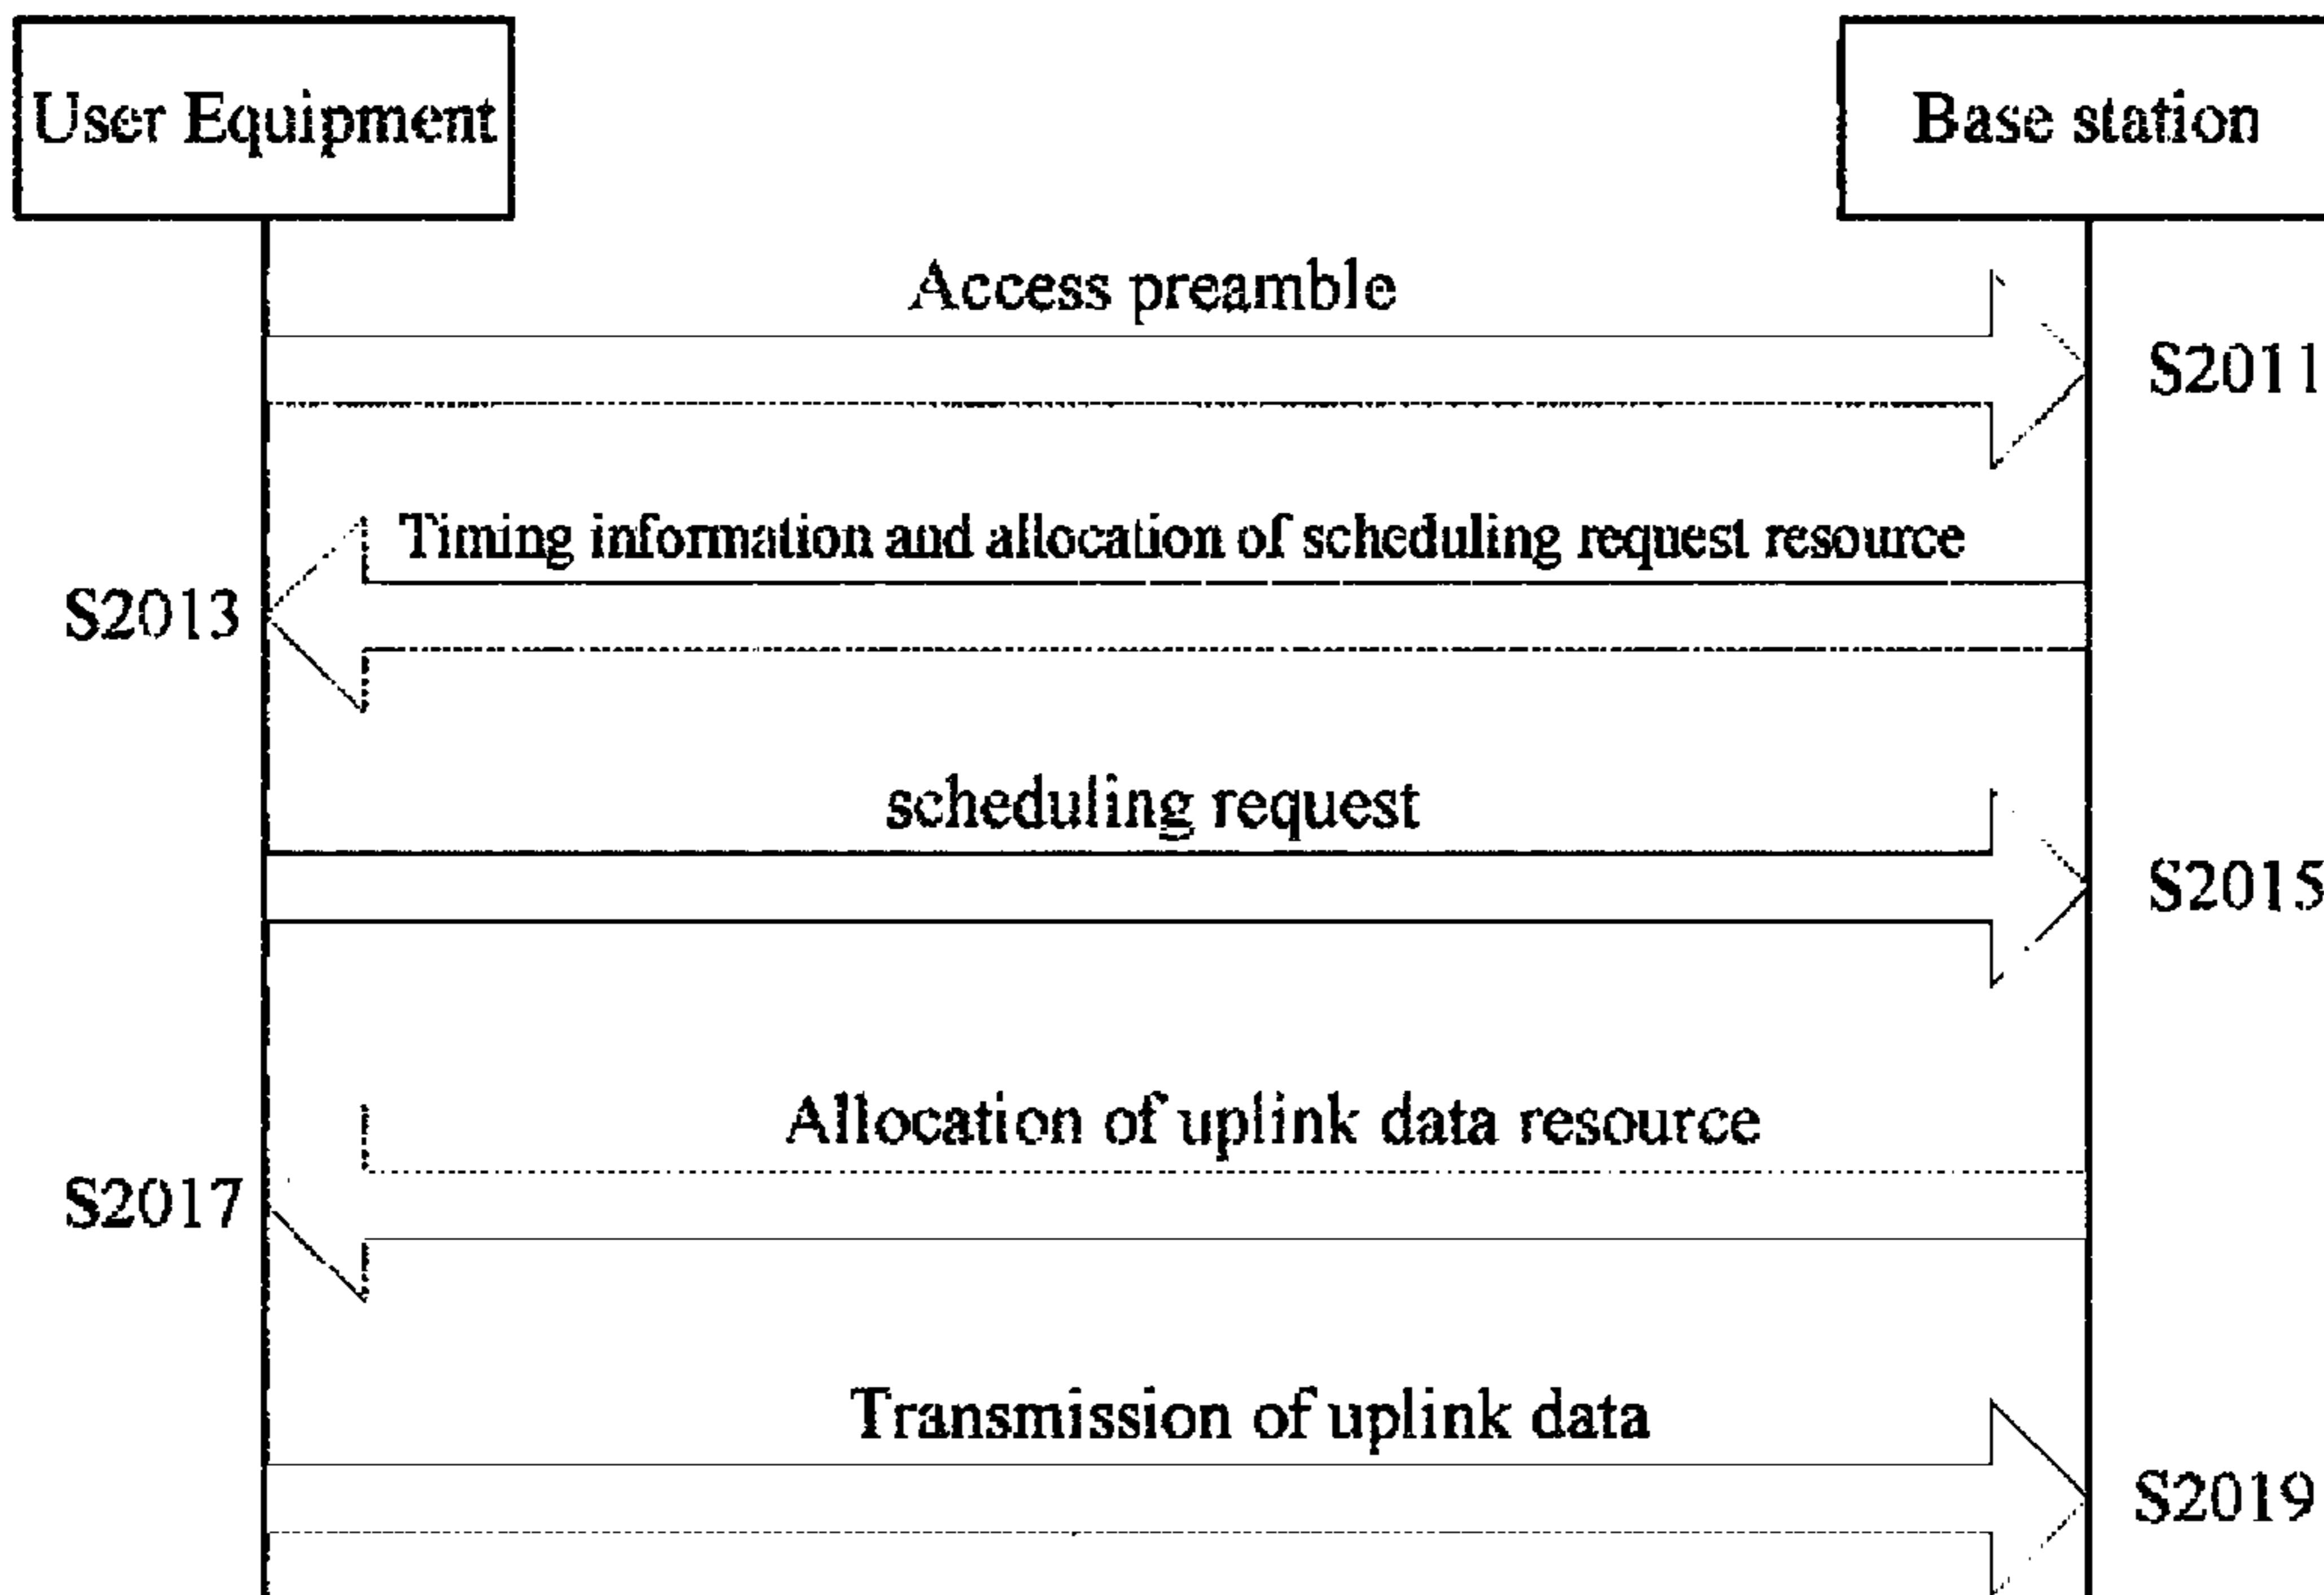 User Equipment
Base station
Access preamble
S2011
Timing information and allocation of scheduling request resource
S2013
scheduling request
S2015
Allocation of uplink data resource
S2017
Transmission of uplink data
S2019